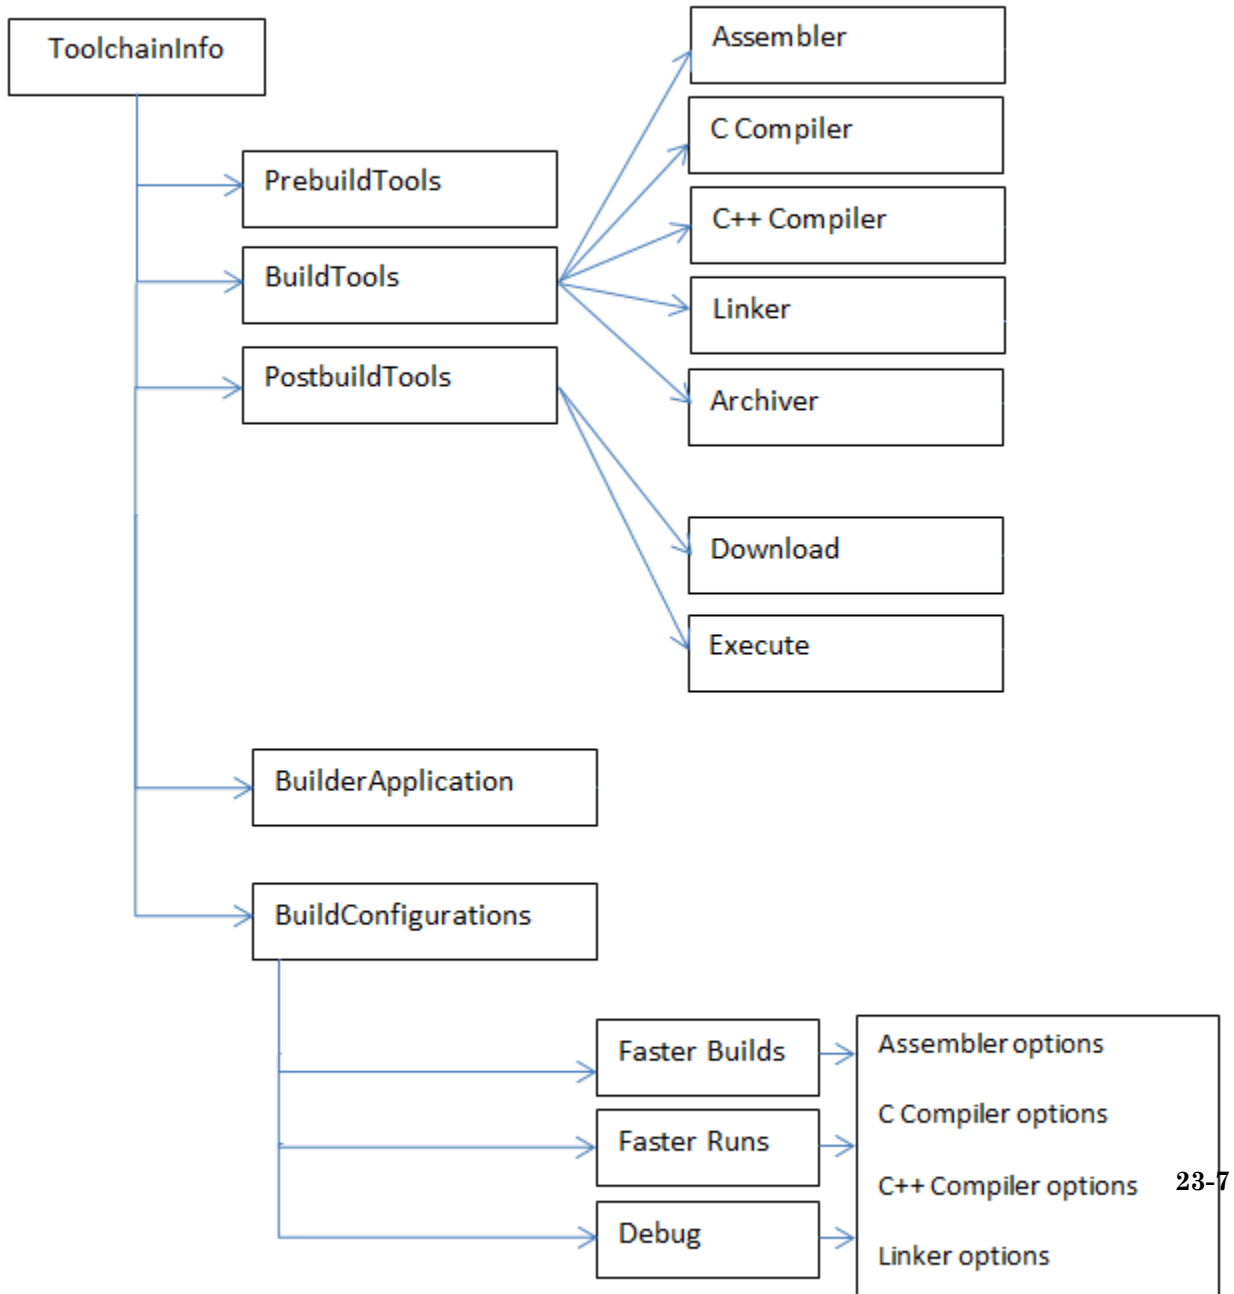 ToolchainInfo
PrebuildTools
BuildTools
PostbuildTools
Assembler
C Compiler
C++ Compiler
Linker
Archiver
Download
Execute
BuilderApplication
BuildConfigurations
Faster Builds
Faster Runs
Debug
Assembler options
C Compiler options
C++ Compiler options
Linker options
23-7